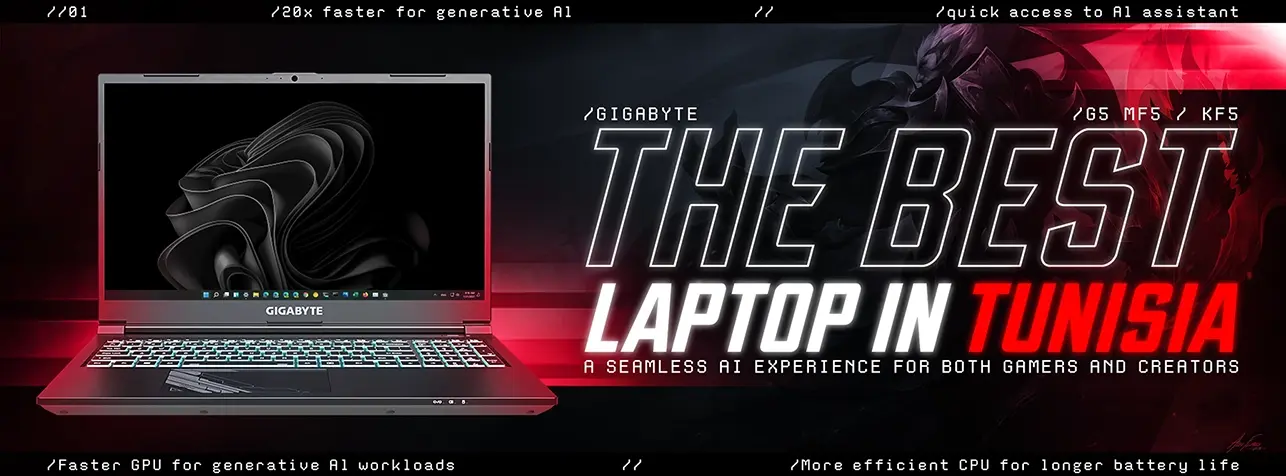 //01 /20x faster for generative AI // /quick access to AI assistant
/GIGABYTE /G5 MF5 / KF5
THE BEST
LAPTOP IN TUNISIA
A SEAMLESS AI EXPERIENCE FOR BOTH GAMERS AND CREATORS
GIGABYTE
/Faster GPU for generative AI workloads // /More efficient CPU for longer battery life